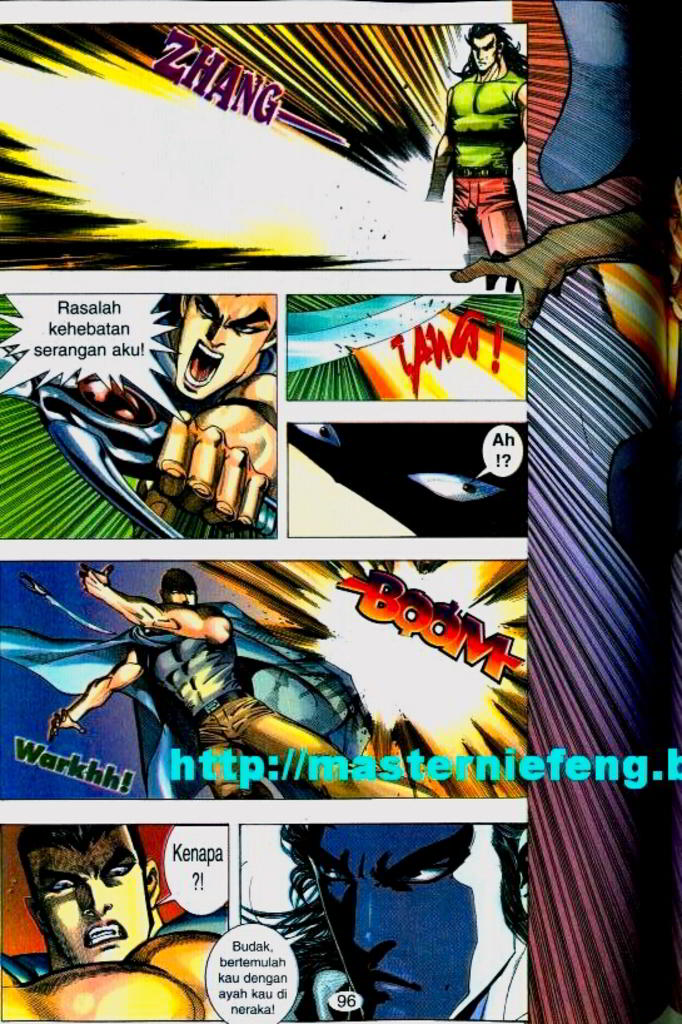 ZHANG
Rasalah
kehebatan
serangan aku!
TANG!
Ah
!?
BOOM
Warkhh!
http://masterniefeng.b
Kenapa
?!
Budak,
bertemulah
kau dengan
ayah kau di
neraka!
96